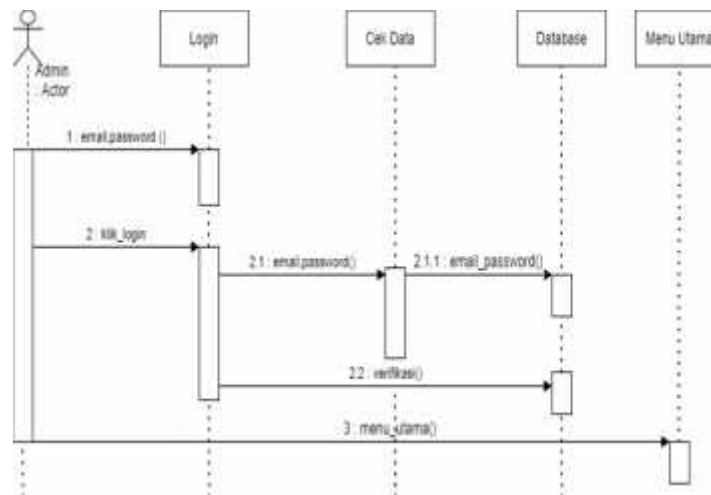 Login
Cek Data
Database
Menu Utama
Admin
: Actor
1 : email,password ()
2 : klik_login
2.1 : email,password()
2.1.1 : email_password()
2.2 : verifikasi()
3 : menu_utama()